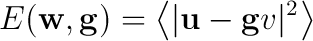 E(𝐰, 𝐠) = ⟨|𝐮 − 𝐠v|²⟩